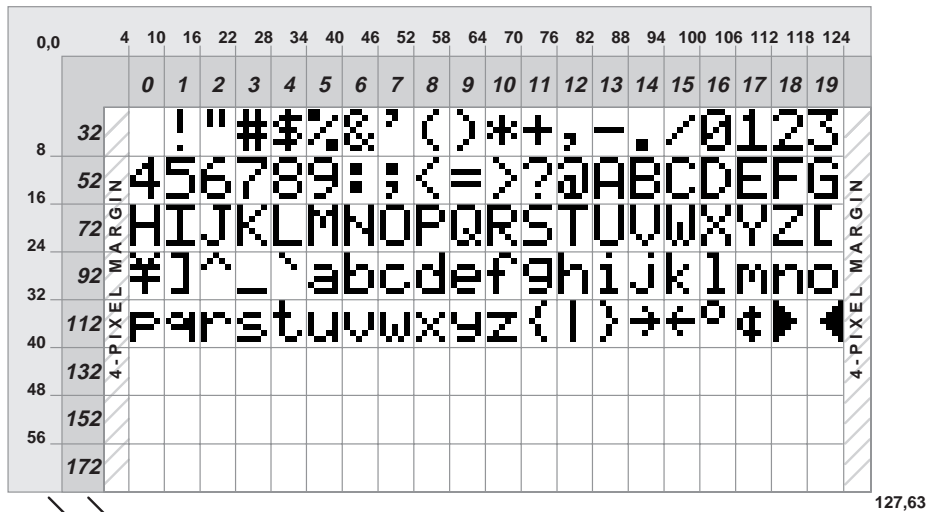 0,0 4 10 16 22 28 34 40 46 52 58 64 70 76 82 88 94 100 106 112 118 124
0 1 2 3 4 5 6 7 8 9 10 11 12 13 14 15 16 17 18 19
32 ! " # $ % & ' ( ) * + , - . / 0 1 2 3
8
52 4 5 6 7 8 9 : ; < = > ? @ A B C D E F G
16
72 H I J K L M N O P Q R S T U V W X Y Z [
24
92 ¥ ] ^ _ ` a b c d e f g h i j k l m n o
32
112 p q r s t u v w x y z { | } → ← ° ¢ ▶ ◀
40
132
48
152
56
172
4-PIXEL MARGIN
4-PIXEL MARGIN
127,63